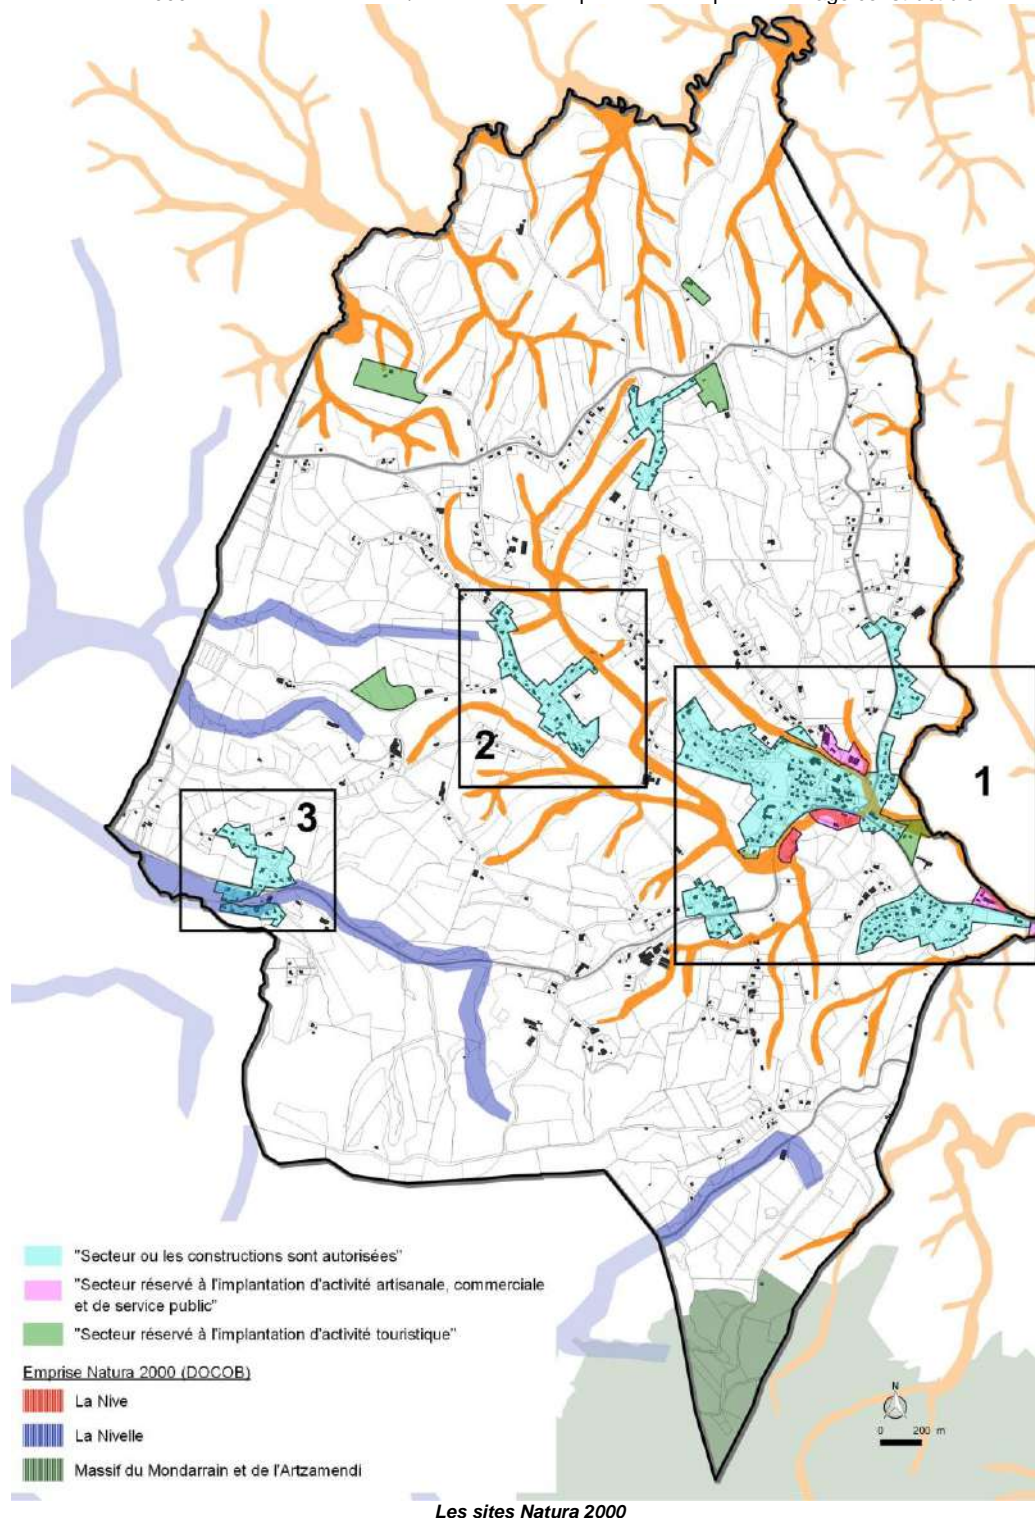 2
1
3
"Secteur ou les constructions sont autorisées"
"Secteur réservé à l'implantation d'activité artisanale, commerciale
et de service public"
"Secteur réservé à l'implantation d'activité touristique"
Emprise Natura 2000 (DOCOB)
La Nive
La Nivelle
Massif du Mondarrain et de l'Artzamendi
N
0 200 m
Les sites Natura 2000